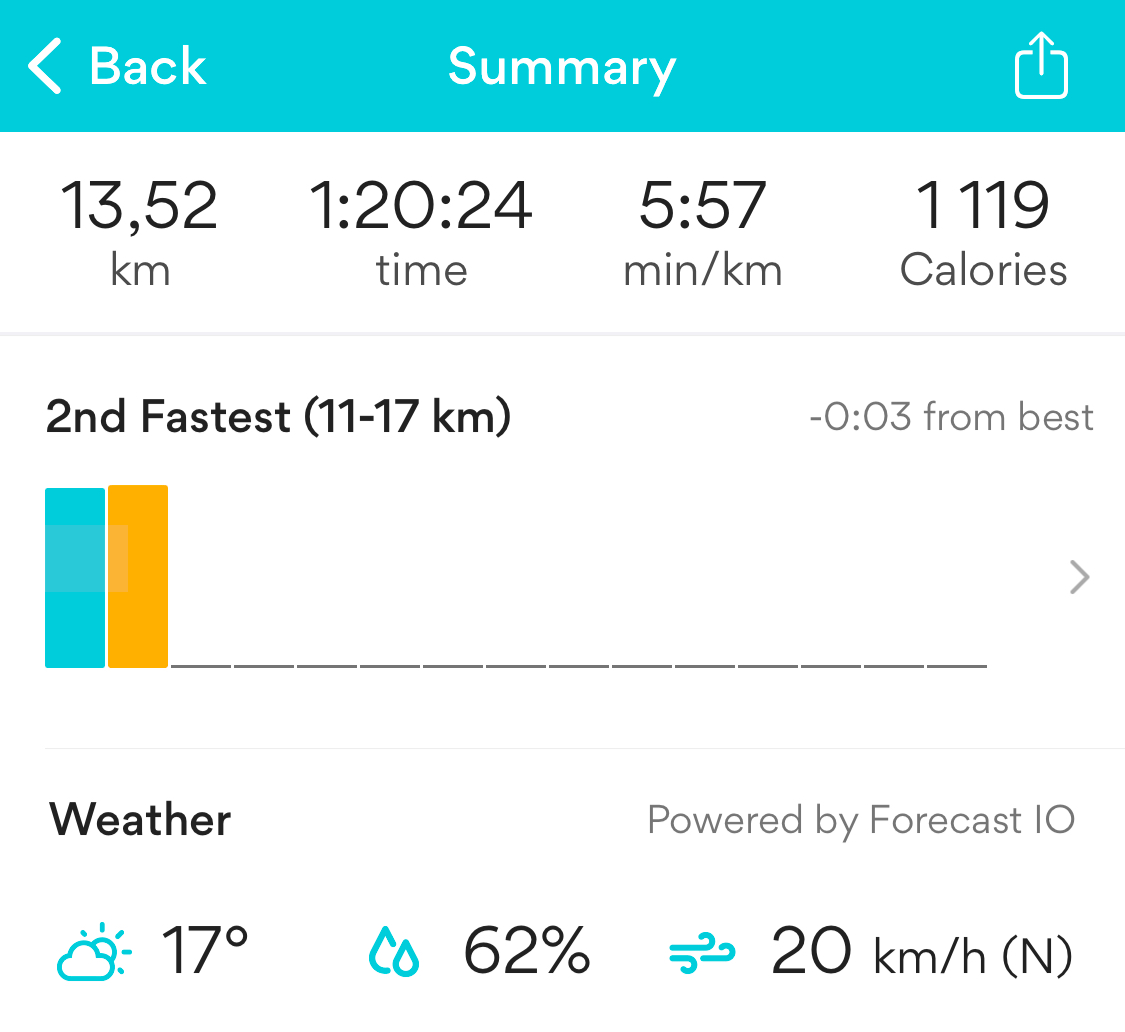 Back Summary
13,52 1:20:24 5:57 1 119
km time min/km Calories
2nd Fastest (11-17 km) -0:03 from best
Weather Powered by Forecast IO
17° 62% 20 km/h (N)